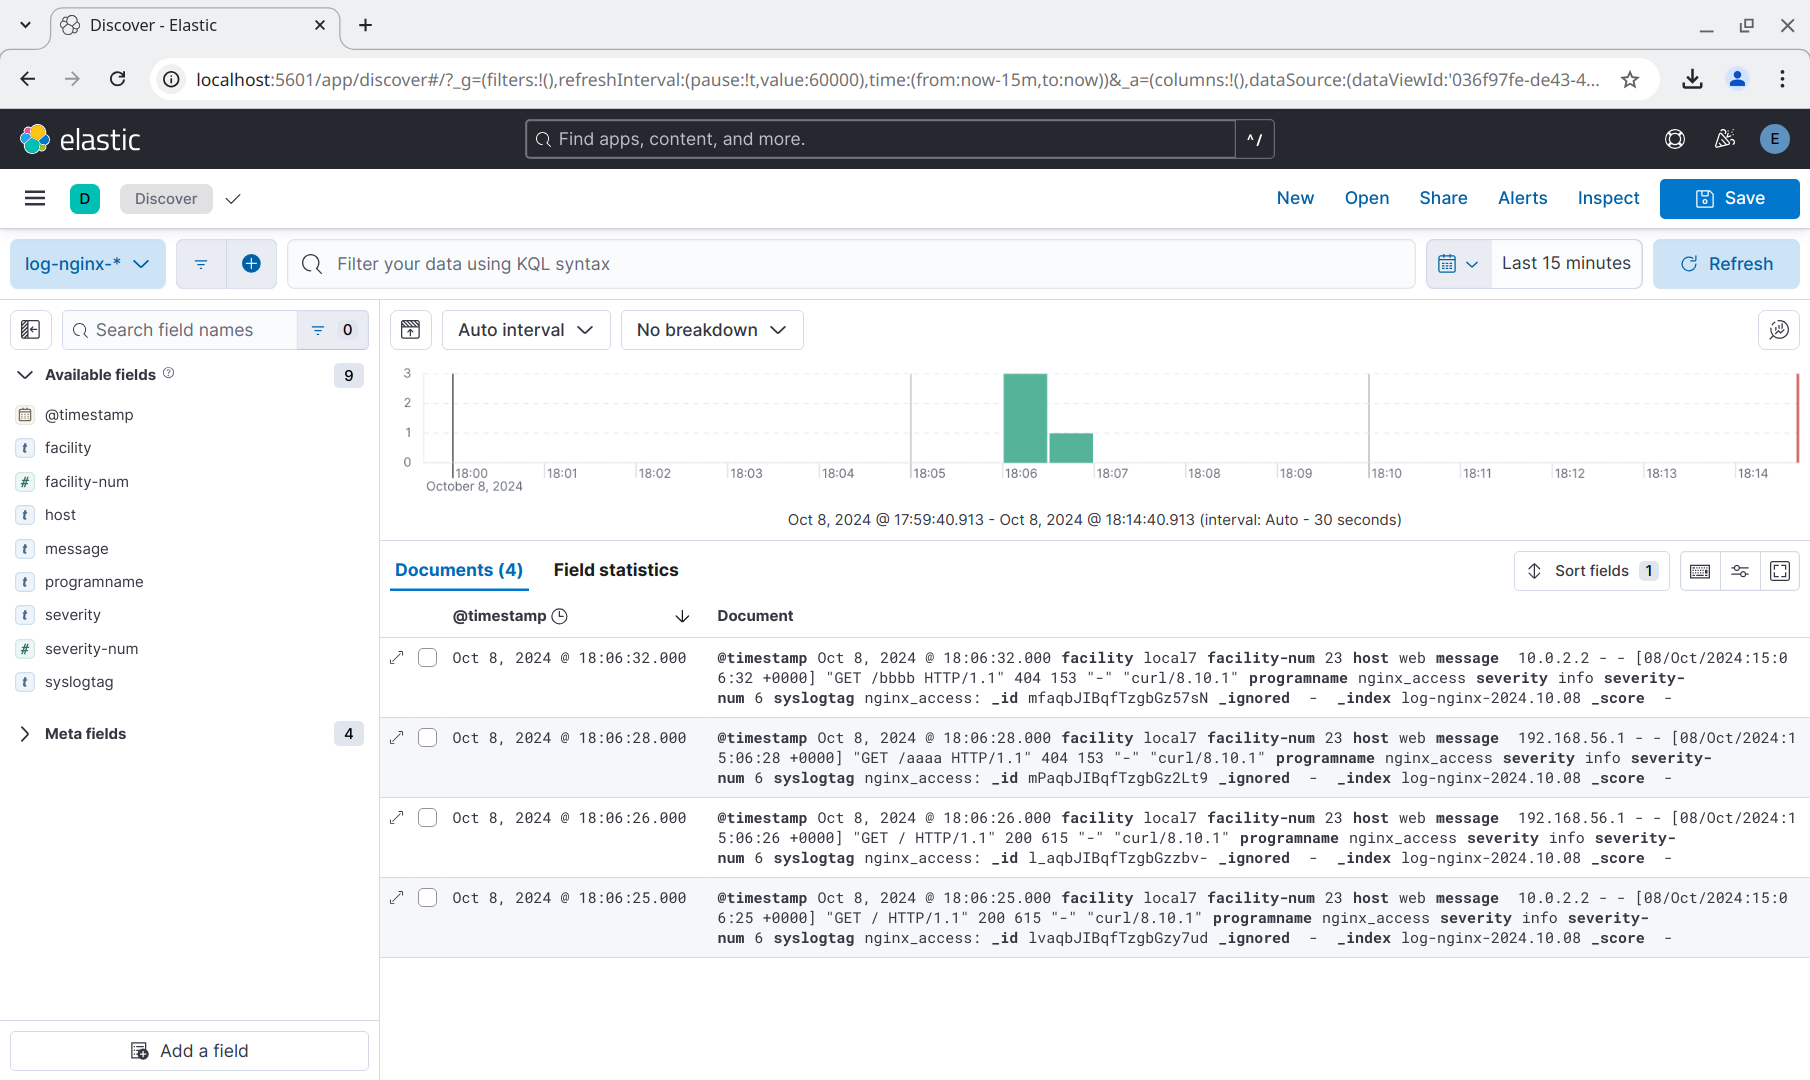 Discover - Elastic
localhost:5601/app/discover#/?_g=(filters:!(),refreshInterval:(pause:!t,value:60000),time:(from:now-15m,to:now))&_a=(columns:!(),dataSource:(dataViewId:'036f97fe-de43-4...
elastic
Find apps, content, and more.
^/
E
D
Discover
New
Open
Share
Alerts
Inspect
Save
log-nginx-*
Filter your data using KQL syntax
Last 15 minutes
Refresh
Search field names
0
Auto interval
No breakdown
Available fields
9
@timestamp
t facility
# facility-num
t host
t message
t programname
t severity
# severity-num
t syslogtag
Meta fields
4
Add a field
3
2
1
0
18:00
18:01
18:02
18:03
18:04
18:05
18:06
18:07
18:08
18:09
18:10
18:11
18:12
18:13
18:14
October 8, 2024
Oct 8, 2024 @ 17:59:40.913 - Oct 8, 2024 @ 18:14:40.913 (interval: Auto - 30 seconds)
Documents (4)
Field statistics
Sort fields 1
@timestamp
Document
Oct 8, 2024 @ 18:06:32.000
@timestamp Oct 8, 2024 @ 18:06:32.000 facility local7 facility-num 23 host web message 10.0.2.2 - - [08/Oct/2024:15:0
6:32 +0000] "GET /bbbb HTTP/1.1" 404 153 "-" "curl/8.10.1" programname nginx_access severity info severity-
num 6 syslogtag nginx_access: _id mfaqbJIBqfTzgbGz57sN _ignored - _index log-nginx-2024.10.08 _score -
Oct 8, 2024 @ 18:06:28.000
@timestamp Oct 8, 2024 @ 18:06:28.000 facility local7 facility-num 23 host web message 192.168.56.1 - - [08/Oct/2024:1
5:06:28 +0000] "GET /aaaa HTTP/1.1" 404 153 "-" "curl/8.10.1" programname nginx_access severity info severity-
num 6 syslogtag nginx_access: _id mPaqbJIBqfTzgbGz2Lt9 _ignored - _index log-nginx-2024.10.08 _score -
Oct 8, 2024 @ 18:06:26.000
@timestamp Oct 8, 2024 @ 18:06:26.000 facility local7 facility-num 23 host web message 192.168.56.1 - - [08/Oct/2024:1
5:06:26 +0000] "GET / HTTP/1.1" 200 615 "-" "curl/8.10.1" programname nginx_access severity info severity-
num 6 syslogtag nginx_access: _id l_aqbJIBqfTzgbGzzbv- _ignored - _index log-nginx-2024.10.08 _score -
Oct 8, 2024 @ 18:06:25.000
@timestamp Oct 8, 2024 @ 18:06:25.000 facility local7 facility-num 23 host web message 10.0.2.2 - - [08/Oct/2024:15:0
6:25 +0000] "GET / HTTP/1.1" 200 615 "-" "curl/8.10.1" programname nginx_access severity info severity-
num 6 syslogtag nginx_access: _id lvaqbJIBqfTzgbGzy7ud _ignored - _index log-nginx-2024.10.08 _score -